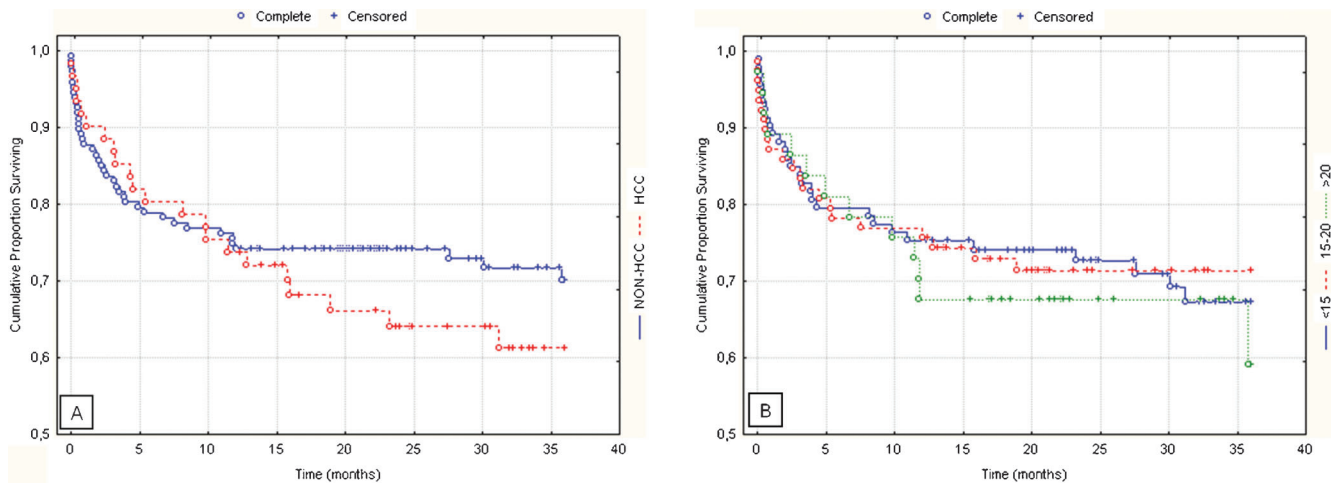 Complete Censored
1,0
0,9
0,8
0,7
0,6
0,5
Cumulative Proportion Surviving
A
0 5 10 15 20 25 30 35 40
Time (months)
NON-HCC HCC
Complete Censored
1,0
0,9
0,8
0,7
0,6
0,5
Cumulative Proportion Surviving
B
0 5 10 15 20 25 30 35 40
Time (months)
<15 15-20 >20